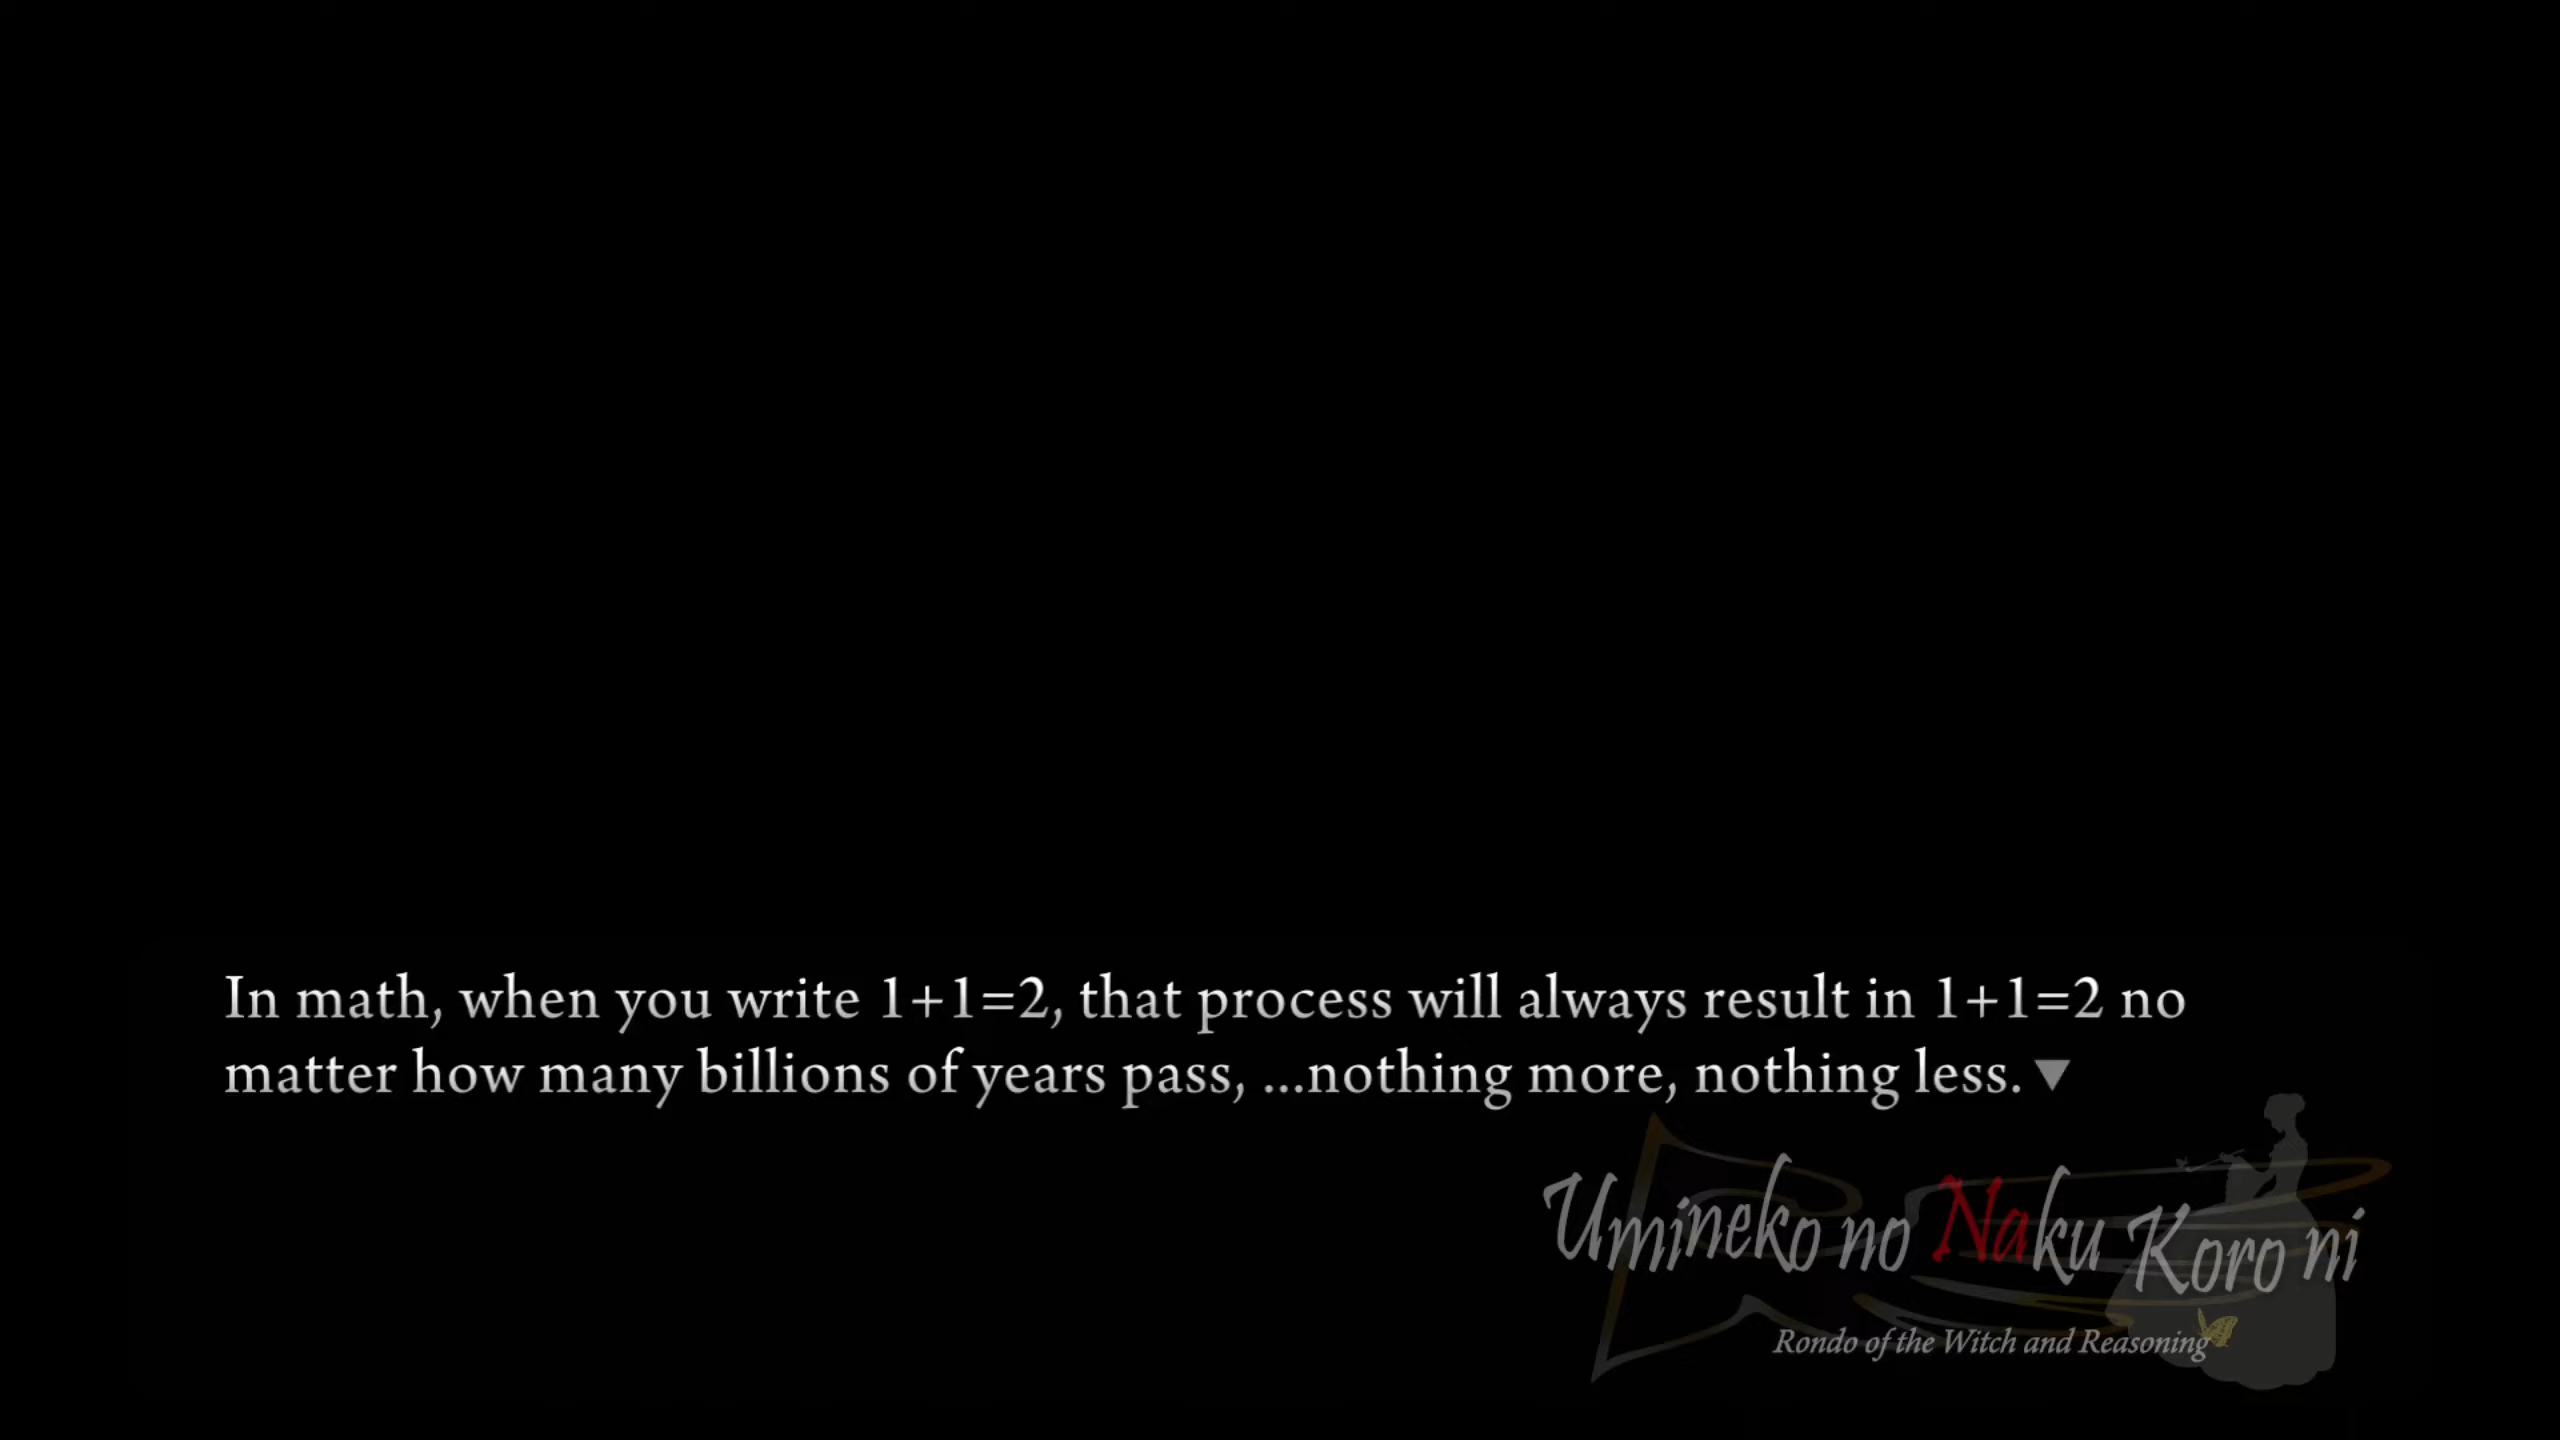 In math, when you write 1+1=2, that process will always result in 1+1=2 no
matter how many billions of years pass, ...nothing more, nothing less.
Umineko no Naku Koro ni
Rondo of the Witch and Reasoning